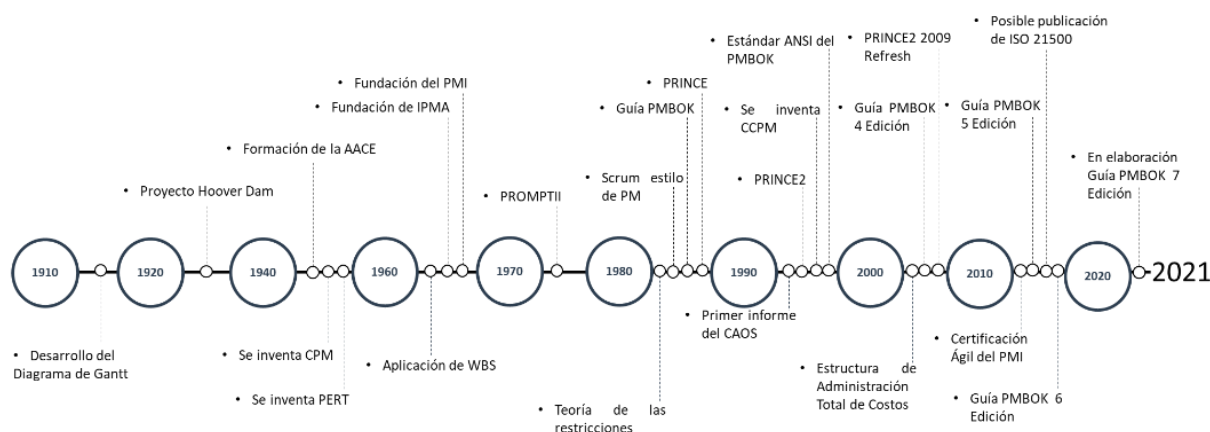 • Posible publicación
de ISO 21500
• Estándar ANSI del
PMBOK
• PRINCE2 2009
Refresh
• Fundación del PMI
• PRINCE
• Fundación de IPMA
• Guía PMBOK
• Se inventa
CCPM
• Guía PMBOK
4 Edición
• Guía PMBOK
5 Edición
• Formación de la AACE
• En elaboración
Guía PMBOK 7
Edición
• Proyecto Hoover Dam
• PROMPTII
• Scrum estilo
de PM
• PRINCE2
1910
1920
1940
1960
1970
1980
1990
2000
2010
2020
2021
• Desarrollo del
Diagrama de Gantt
• Se inventa CPM
• Se inventa PERT
• Aplicación de WBS
• Teoría de las
restricciones
• Primer informe
del CAOS
• Estructura de
Administración
Total de Costos
• Certificación
Ágil del PMI
• Guía PMBOK 6
Edición